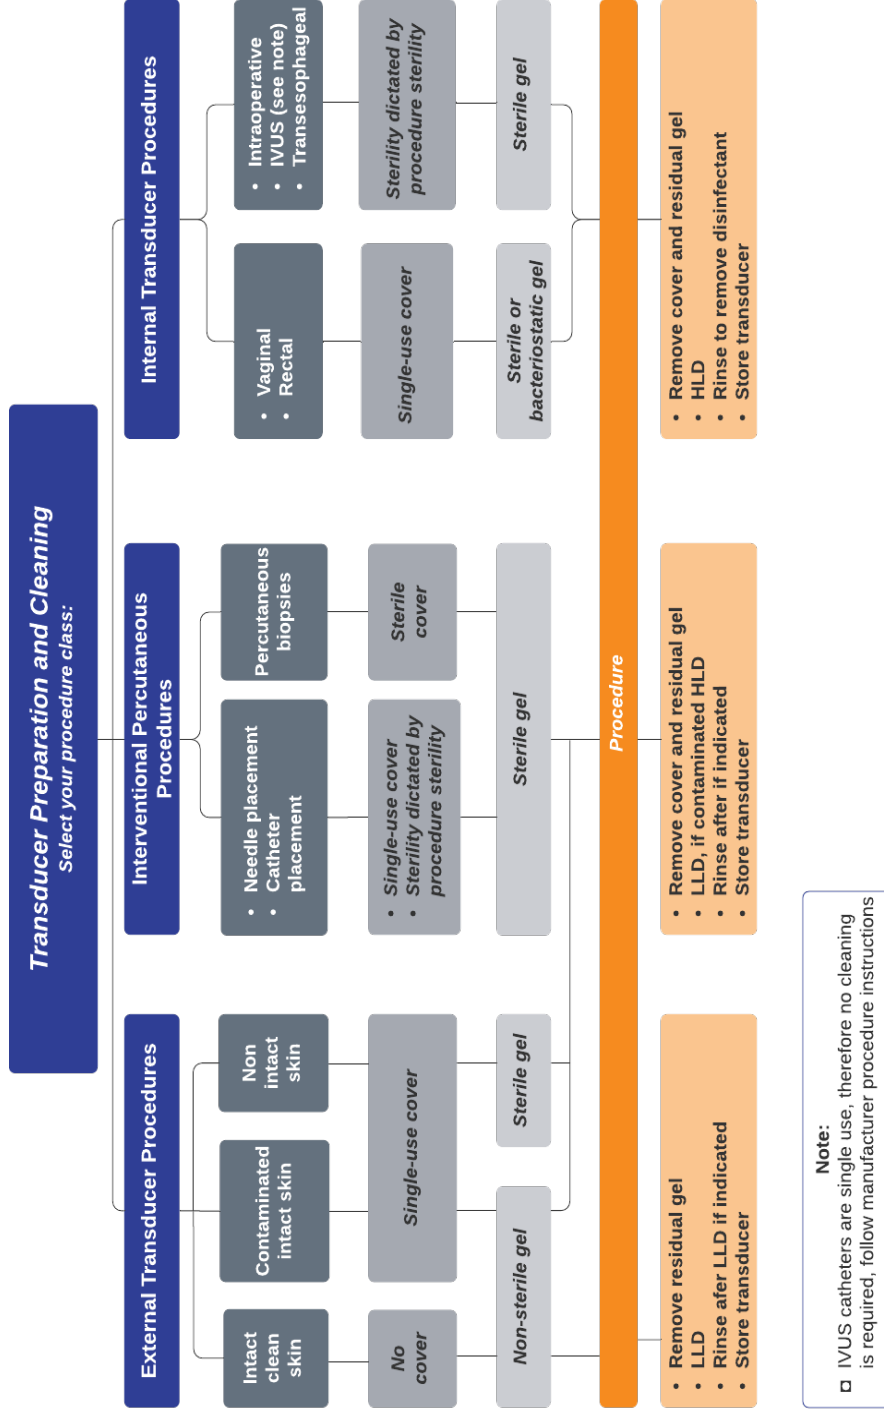 Transducer Preparation and Cleaning
Select your procedure class:
External Transducer Procedures
Interventional Percutaneous
Procedures
Internal Transducer Procedures
Intact
clean
skin
Contaminated
intact skin
Non
intact
skin
• Needle placement
• Catheter
placement
Percutaneous
biopsies
• Vaginal
• Rectal
• Intraoperative
• IVUS (see note)
• Transesophageal
No
cover
Single-use cover
• Single-use cover
• Sterility dictated by
procedure sterility
Sterile
cover
Single-use cover
Sterility dictated by
procedure sterility
Non-sterile gel
Sterile gel
Sterile gel
Sterile or
bacteriostatic gel
Sterile gel
Procedure
• Remove residual gel
• LLD
• Rinse afer LLD if indicated
• Store transducer
• Remove cover and residual gel
• LLD, if contaminated HLD
• Rinse after if indicated
• Store transducer
• Remove cover and residual gel
• HLD
• Rinse to remove disinfectant
• Store transducer
Note:
IVUS catheters are single use, therefore no cleaning
is required, follow manufacturer procedure instructions